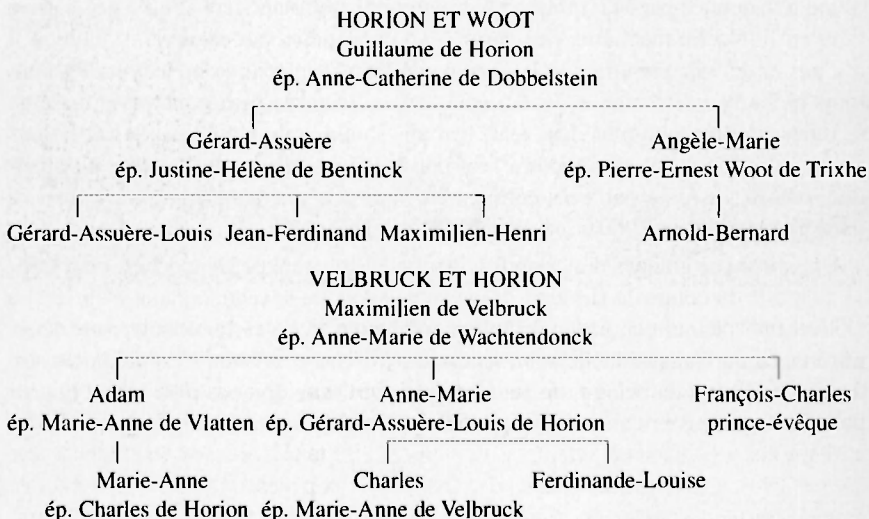 HORION ET WOOT
Guillaume de Horion
ép. Anne-Catherine de Dobbelstein
Gérard-Assuère Angèle-Marie
ép. Justine-Hélène de Bentinck ép. Pierre-Ernest Woot de Trixhe
Gérard-Assuère-Louis Jean-Ferdinand Maximilien-Henri Arnold-Bernard
VELBRUCK ET HORION
Maximilien de Velbruck
ép. Anne-Marie de Wachtendonck
Adam Anne-Marie François-Charles
ép. Marie-Anne de Vlatten ép. Gérard-Assuère-Louis de Horion prince-évêque
Marie-Anne Charles Ferdinande-Louise
ép. Charles de Horion ép. Marie-Anne de Velbruck